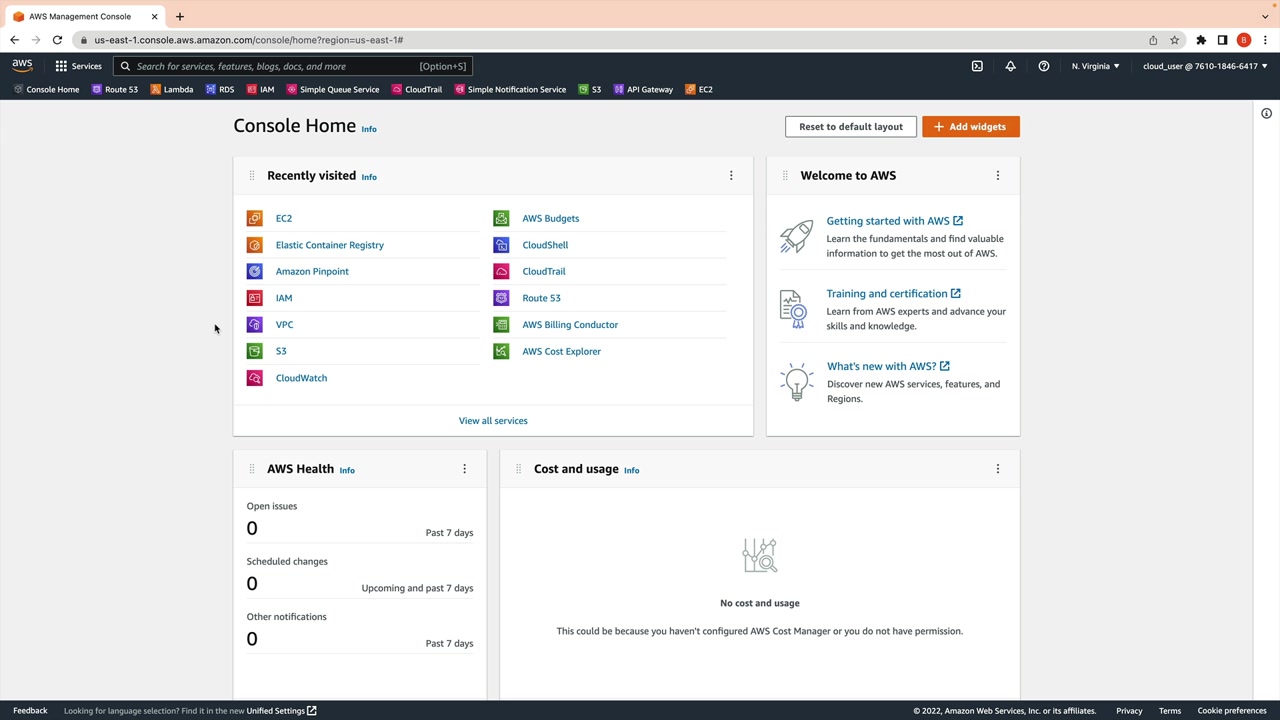 AWS Management Console
us-east-1.console.aws.amazon.com/console/home?region=us-east-1#
B
aws
Services
Search for services, features, blogs, docs, and more [Option+S]
N. Virginia
cloud_user @ 7610-1846-6417
Console Home Route 53 Lambda RDS IAM Simple Queue Service CloudTrail Simple Notification Service S3 API Gateway EC2
Console Home Info
Reset to default layout
Add widgets
Recently visited Info
EC2
Elastic Container Registry
Amazon Pinpoint
IAM
VPC
S3
CloudWatch
AWS Budgets
CloudShell
CloudTrail
Route 53
AWS Billing Conductor
AWS Cost Explorer
View all services
Welcome to AWS
Getting started with AWS
Learn the fundamentals and find valuable
information to get the most out of AWS.
Training and certification
Learn from AWS experts and advance your
skills and knowledge.
What's new with AWS?
Discover new AWS services, features, and
Regions.
AWS Health Info
Open issues
0
Past 7 days
Scheduled changes
0
Upcoming and past 7 days
Other notifications
0
Past 7 days
Cost and usage Info
No cost and usage
This could be because you haven't configured AWS Cost Manager or you do not have permission.
Feedback
Looking for language selection? Find it in the new Unified Settings
© 2022, Amazon Web Services, Inc. or its affiliates.
Privacy
Terms
Cookie preferences